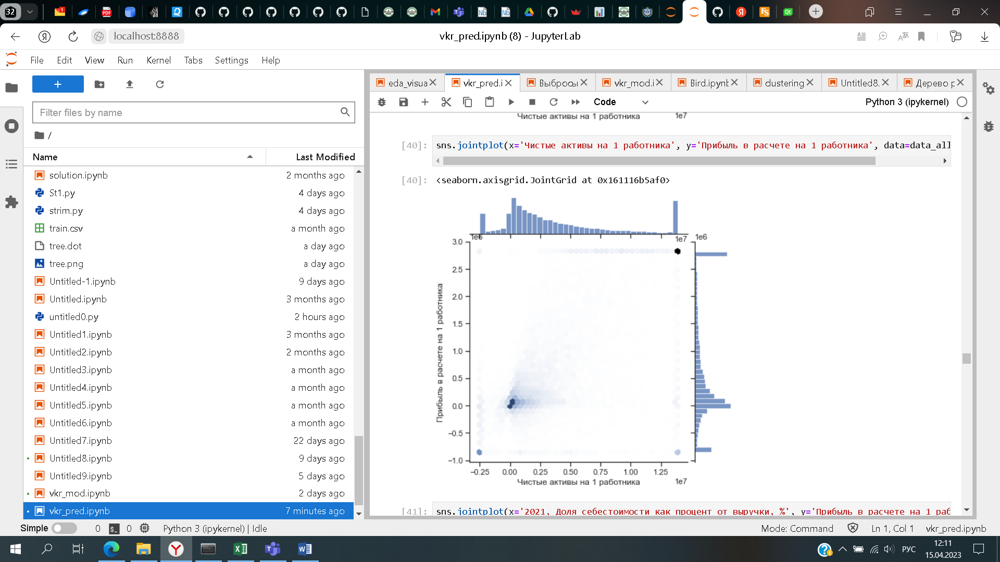 32
vkr_pred.ipynb (8) - JupyterLab
localhost:8888
File Edit View Run Kernel Tabs Settings Help
eda_visua
vkr_pred.i
Выбросы
vkr_mod.i
Bird.ipynb
clustering
Untitled8.
Дерево р
Code
Python 3 (ipykernel)
Filter files by name
/
Name Last Modified
solution.ipynb 2 months ago
St1.py 4 days ago
strim.py 4 days ago
train.csv a month ago
tree.dot a day ago
tree.png a day ago
Untitled-1.ipynb 9 days ago
Untitled.ipynb 3 months ago
untitled0.py 2 hours ago
Untitled1.ipynb 3 months ago
Untitled2.ipynb 2 months ago
Untitled3.ipynb a month ago
Untitled4.ipynb a month ago
Untitled5.ipynb a month ago
Untitled6.ipynb a month ago
Untitled7.ipynb 22 days ago
Untitled8.ipynb 9 days ago
Untitled9.ipynb 5 days ago
vkr_mod.ipynb 2 days ago
vkr_pred.ipynb 7 minutes ago
Чистые активы на 1 работника 1e7
[40]: sns.jointplot(x='Чистые активы на 1 работника', y='Прибыль в расчете на 1 работника', data=data_all
[40]: <seaborn.axisgrid.JointGrid at 0x161116b5af0>
1e6 1e7 1e6
3.0
2.5
2.0
1.5
1.0
0.5
0.0
−0.5
−1.0
Прибыль в расчете на 1 работника
−0.25 0.00 0.25 0.50 0.75 1.00 1.25
Чистые активы на 1 работника 1e7
[41]: sns.jointplot(x='2021, Доля себестоимости как процент от выручки, %', y='Прибыль в расчете на 1 раб
Simple 0 0 Python 3 (ipykernel) | Idle Mode: Command Ln 1, Col 1 vkr_pred.ipynb
РУС
12:11
15.04.2023